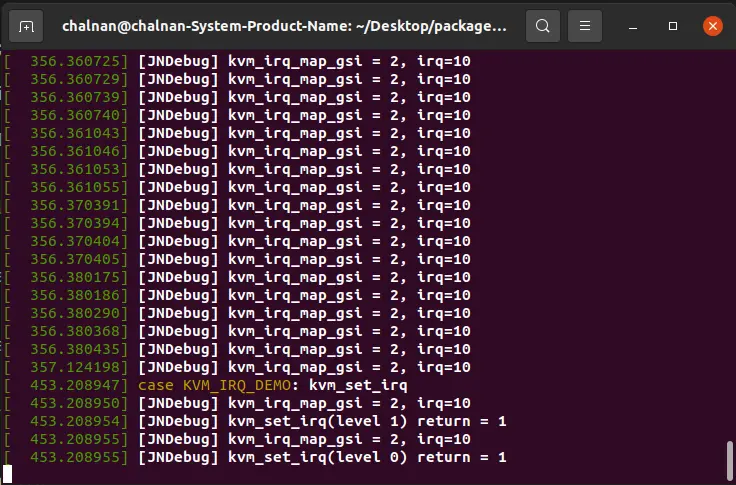 chalnan@chalnan-System-Product-Name: ~/Desktop/package...
[  356.360725] [JNDebug] kvm_irq_map_gsi = 2, irq=10
[  356.360729] [JNDebug] kvm_irq_map_gsi = 2, irq=10
[  356.360739] [JNDebug] kvm_irq_map_gsi = 2, irq=10
[  356.360740] [JNDebug] kvm_irq_map_gsi = 2, irq=10
[  356.361043] [JNDebug] kvm_irq_map_gsi = 2, irq=10
[  356.361046] [JNDebug] kvm_irq_map_gsi = 2, irq=10
[  356.361053] [JNDebug] kvm_irq_map_gsi = 2, irq=10
[  356.361055] [JNDebug] kvm_irq_map_gsi = 2, irq=10
[  356.370391] [JNDebug] kvm_irq_map_gsi = 2, irq=10
[  356.370394] [JNDebug] kvm_irq_map_gsi = 2, irq=10
[  356.370404] [JNDebug] kvm_irq_map_gsi = 2, irq=10
[  356.370405] [JNDebug] kvm_irq_map_gsi = 2, irq=10
[  356.380175] [JNDebug] kvm_irq_map_gsi = 2, irq=10
[  356.380186] [JNDebug] kvm_irq_map_gsi = 2, irq=10
[  356.380290] [JNDebug] kvm_irq_map_gsi = 2, irq=10
[  356.380368] [JNDebug] kvm_irq_map_gsi = 2, irq=10
[  356.380435] [JNDebug] kvm_irq_map_gsi = 2, irq=10
[  357.124198] [JNDebug] kvm_irq_map_gsi = 2, irq=10
[  453.208947] case KVM_IRQ_DEMO: kvm_set_irq
[  453.208950] [JNDebug] kvm_irq_map_gsi = 2, irq=10
[  453.208954] [JNDebug] kvm_set_irq(level 1) return = 1
[  453.208955] [JNDebug] kvm_irq_map_gsi = 2, irq=10
[  453.208955] [JNDebug] kvm_set_irq(level 0) return = 1